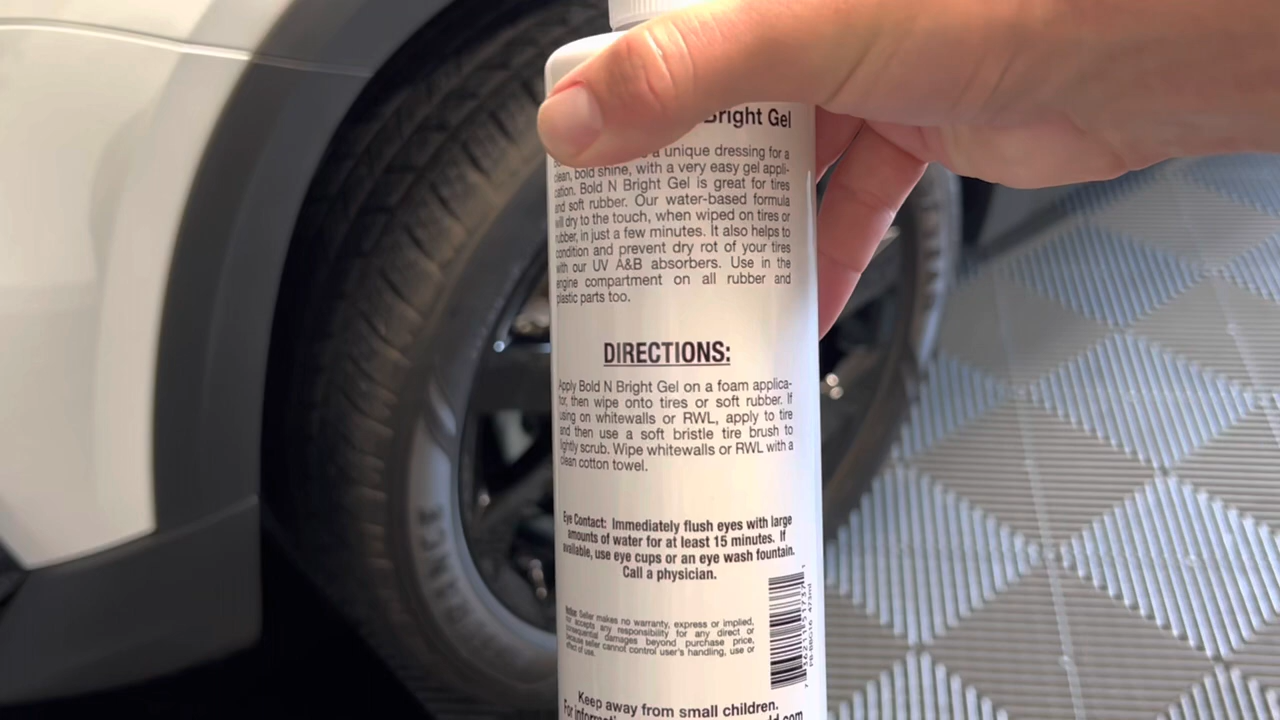 Bright Gel
a unique dressing for a
clean, bold shine, with a very easy gel appli-
cation. Bold N Bright Gel is great for tires
and soft rubber. Our water-based formula
will dry to the touch, when wiped on tires or
rubber, in just a few minutes. It also helps to
condition and prevent dry rot of your tires
with our UV A&B absorbers. Use in the
engine compartment on all rubber and
plastic parts too.
DIRECTIONS:
Apply Bold N Bright Gel on a foam applica-
tor, then wipe onto tires or soft rubber. If
using on whitewalls or RWL, apply to tire
and then use a soft bristle tire brush to
lightly scrub. Wipe whitewalls or RWL with a
clean cotton towel.
Eye Contact: Immediately flush eyes with large
amounts of water for at least 15 minutes. If
available, use eye cups or an eye wash fountain.
Call a physician.
Notice: Seller makes no warranty, express or implied,
nor accepts any responsibility for any direct or
consequential damages beyond purchase price,
because seller cannot control user's handling, use or
effect of use.
Keep away from small children.
For